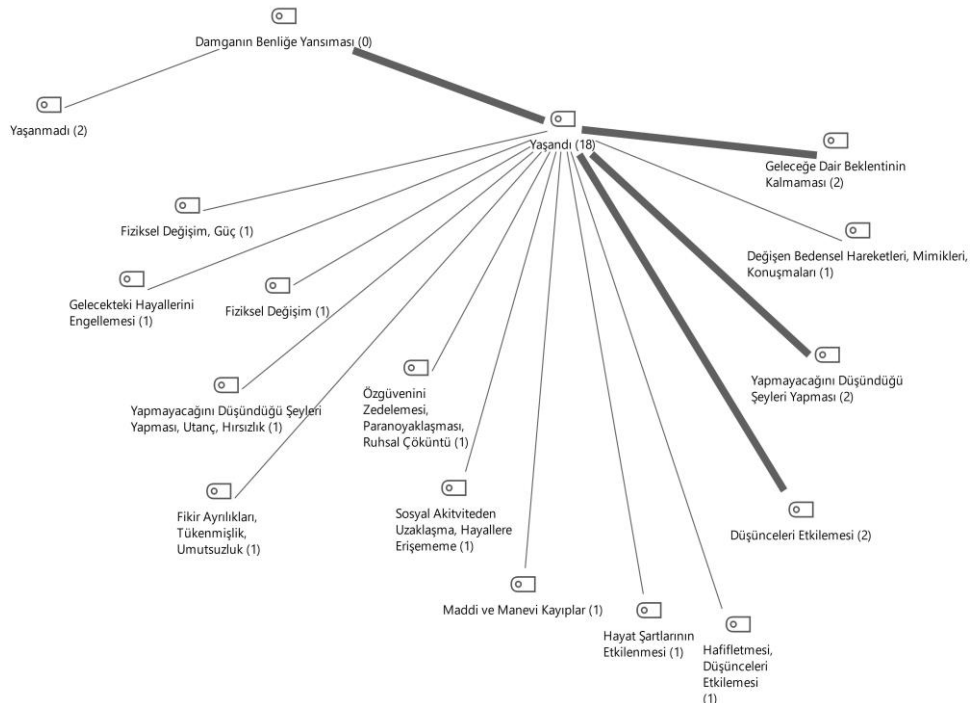 Damganın Benliğe Yansıması (0)
Yaşanmadı (2)
Yaşandı (18)
Geleceğe Dair Beklentinin
Kalmaması (2)
Fiziksel Değişim, Güç (1)
Değişen Bedensel Hareketleri, Mimikleri,
Konuşmaları (1)
Gelecekteki Hayallerini
Engellemesi (1)
Fiziksel Değişim (1)
Yapmayacağını Düşündüğü
Şeyleri Yapması (2)
Yapmayacağını Düşündüğü Şeyleri
Yapması, Utanç, Hırsızlık (1)
Özgüvenini
Zedelemesi,
Paranoyaklaşması,
Ruhsal Çöküntü (1)
Fikir Ayrılıkları,
Tükenmişlik,
Umutsuzluk (1)
Sosyal Akitviteden
Uzaklaşma, Hayallere
Erişememe (1)
Düşünceleri Etkilemesi (2)
Maddi ve Manevi Kayıplar (1)
Hayat Şartlarının
Etkilenmesi (1)
Hafifletmesi,
Düşünceleri
Etkilemesi
(1)